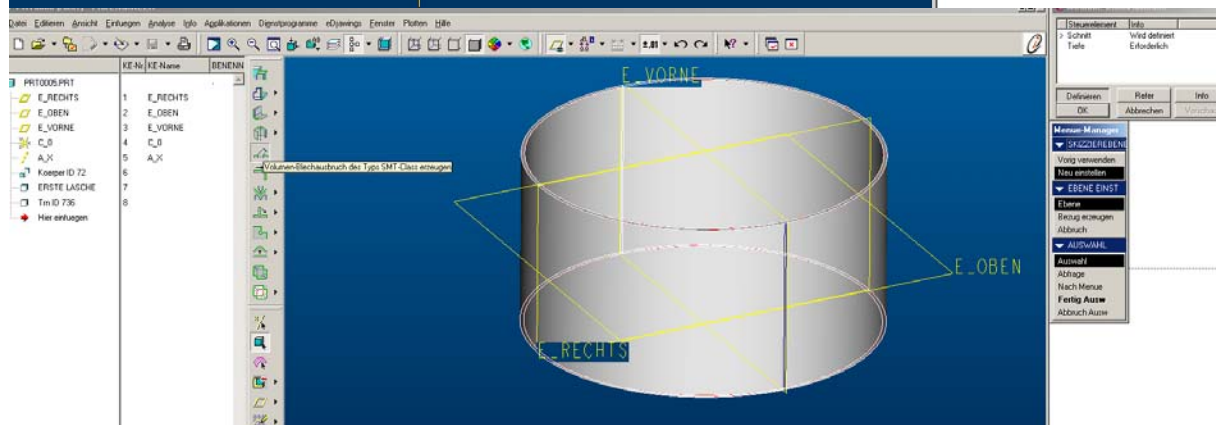 Datei Editieren Ansicht Einfuegen Analyse Info Applikationen Dienstprogramme eDrawings Fenster Plotten Hilfe
KE-Nr. KE-Name BENENN
PRT0005.PRT
E_RECHTS 1 E_RECHTS
E_OBEN 2 E_OBEN
E_VORNE 3 E_VORNE
C_0 4 C_0
A_X 5 A_X
Koerper ID 72 6
ERSTE LASCHE 7
Trn ID 736 8
Hier einfuegen
Volumen-Blechausbruch des Typs SMT-Class erzeugen
E_VORNE
E_OBEN
E_RECHTS
Steuerelement Info
> Schnitt Wird definiert
Tiefe Erforderlich
Definieren Refer Info
OK Abbrechen Vorschau
Menue-Manager
SKIZZIEREBENE
Vorig verwenden
Neu einstellen
EBENE EINST
Ebene
Bezug erzeugen
Abbruch
AUSWAHL
Auswahl
Abfrage
Nach Menue
Fertig Ausw
Abbruch Ausw